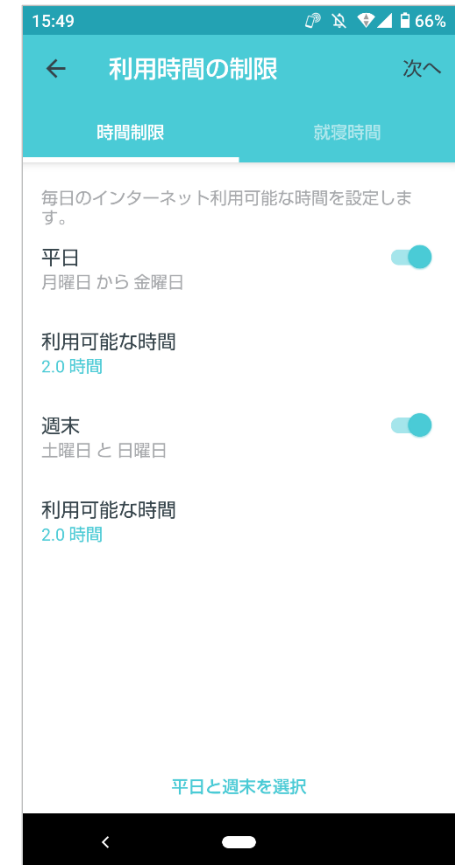 15:49 66%
利用時間の制限 次へ
時間制限 就寝時間
毎日のインターネット利用可能な時間を設定しま
す。
平日
月曜日 から 金曜日
利用可能な時間
2.0 時間
週末
土曜日 と 日曜日
利用可能な時間
2.0 時間
平日と週末を選択